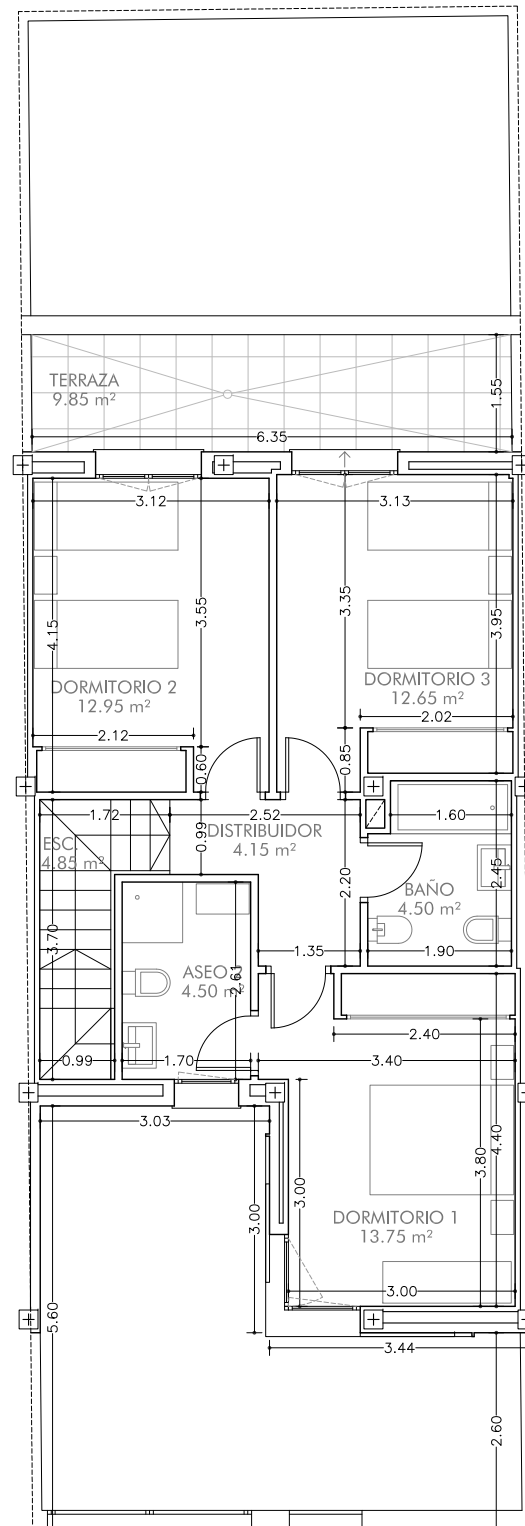 TERRAZA
9.85 m²
1.55
6.35
3.12
3.13
4.15
3.55
3.35
3.95
DORMITORIO 2
12.95 m²
DORMITORIO 3
12.65 m²
2.12
2.02
0.60
0.85
1.72
2.52
1.60
ESC.
4.85 m²
0.99
DISTRIBUIDOR
4.15 m²
2.20
2.45
BAÑO
4.50 m²
3.70
1.35
1.90
ASEO
4.50
2.61
2.40
0.99
1.70
3.40
3.03
3.00
3.00
3.80
4.40
DORMITORIO 1
13.75 m²
3.00
5.60
3.44
2.60